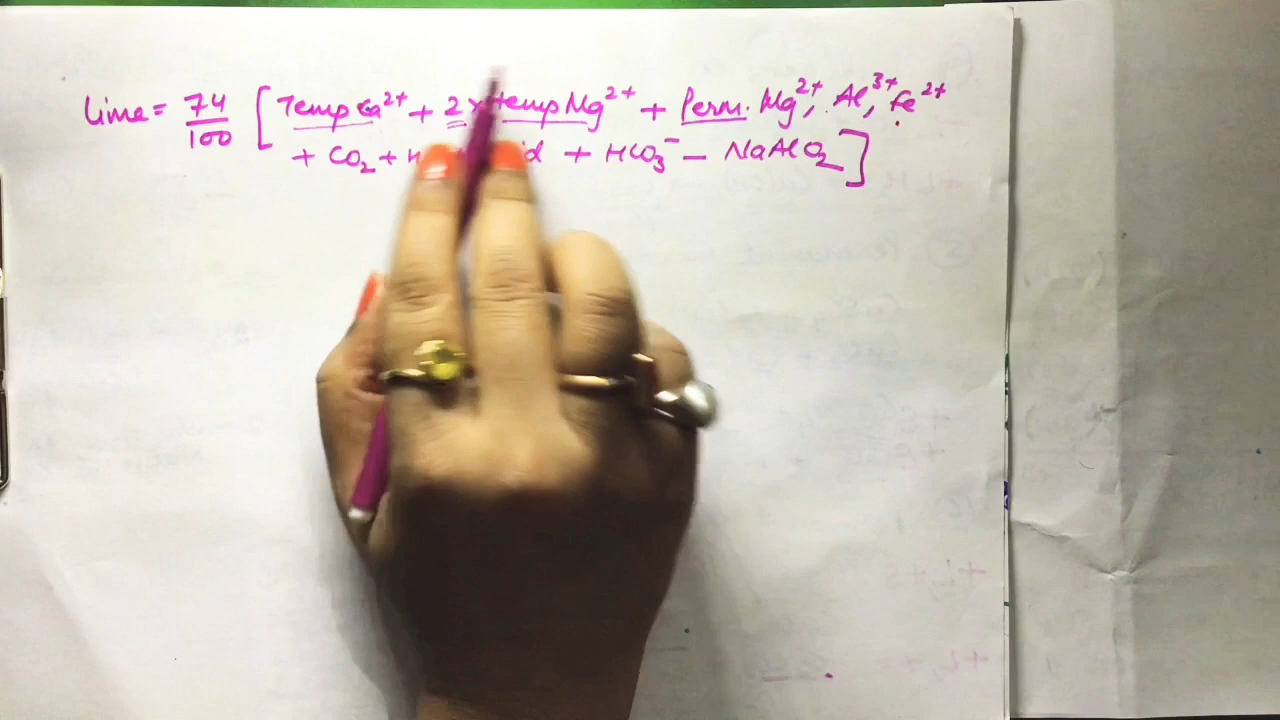 Lime = 74/100 [Temp Ca²⁺ + 2 x temp Mg²⁺ + Perm. Mg²⁺, Al³⁺, Fe²⁺
+ CO₂ + + HCO₃⁻ - NaAlO₂]